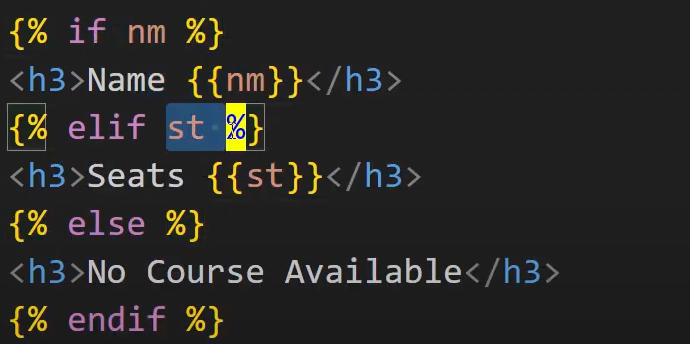 {% if nm %}
<h3>Name {{nm}}</h3>
{% elif st %}
<h3>Seats {{st}}</h3>
{% else %}
<h3>No Course Available</h3>
{% endif %}